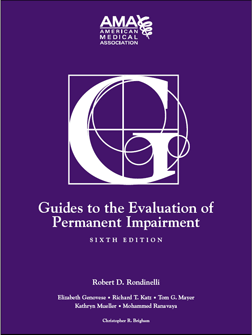 AMA
AMERICAN
MEDICAL
ASSOCIATION
G
Guides to the Evaluation of
Permanent Impairment
SIXTH EDITION
Robert D. Rondinelli
Elizabeth Genovese • Richard T. Katz • Tom G. Mayer
Kathryn Mueller • Mohammed Ranavaya
Christopher R. Brigham